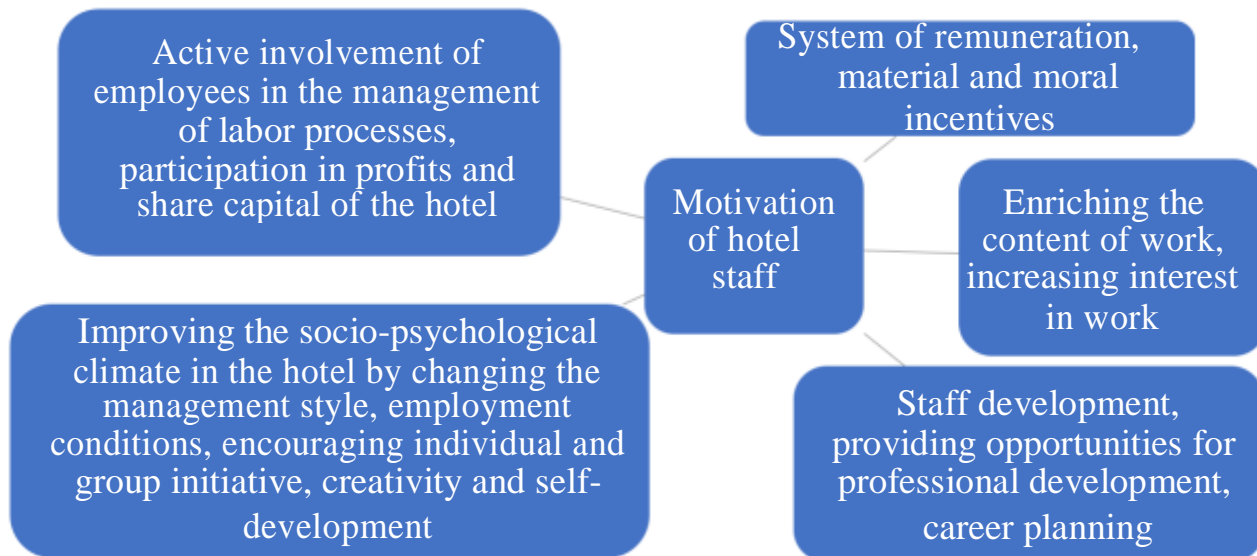 Active involvement of
employees in the management
of labor processes,
participation in profits and
share capital of the hotel
System of remuneration,
material and moral
incentives
Motivation
of hotel
staff
Enriching the
content of work,
increasing interest
in work
Improving the socio-psychological
climate in the hotel by changing the
management style, employment
conditions, encouraging individual and
group initiative, creativity and self-
development
Staff development,
providing opportunities for
professional development,
career planning